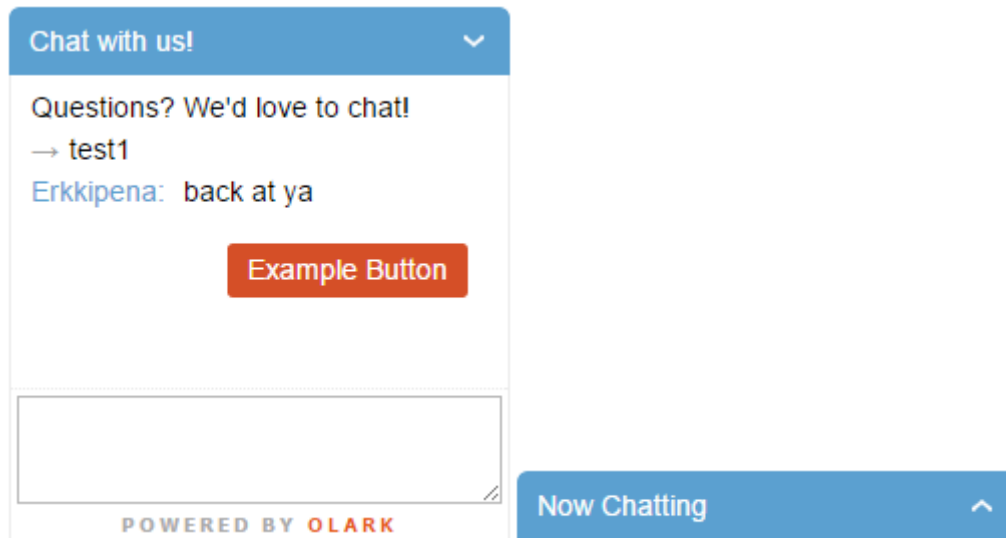 Chat with us!
Questions? We'd love to chat!
→ test1
Erkkipena: back at ya
Example Button
POWERED BY OLARK
Now Chatting